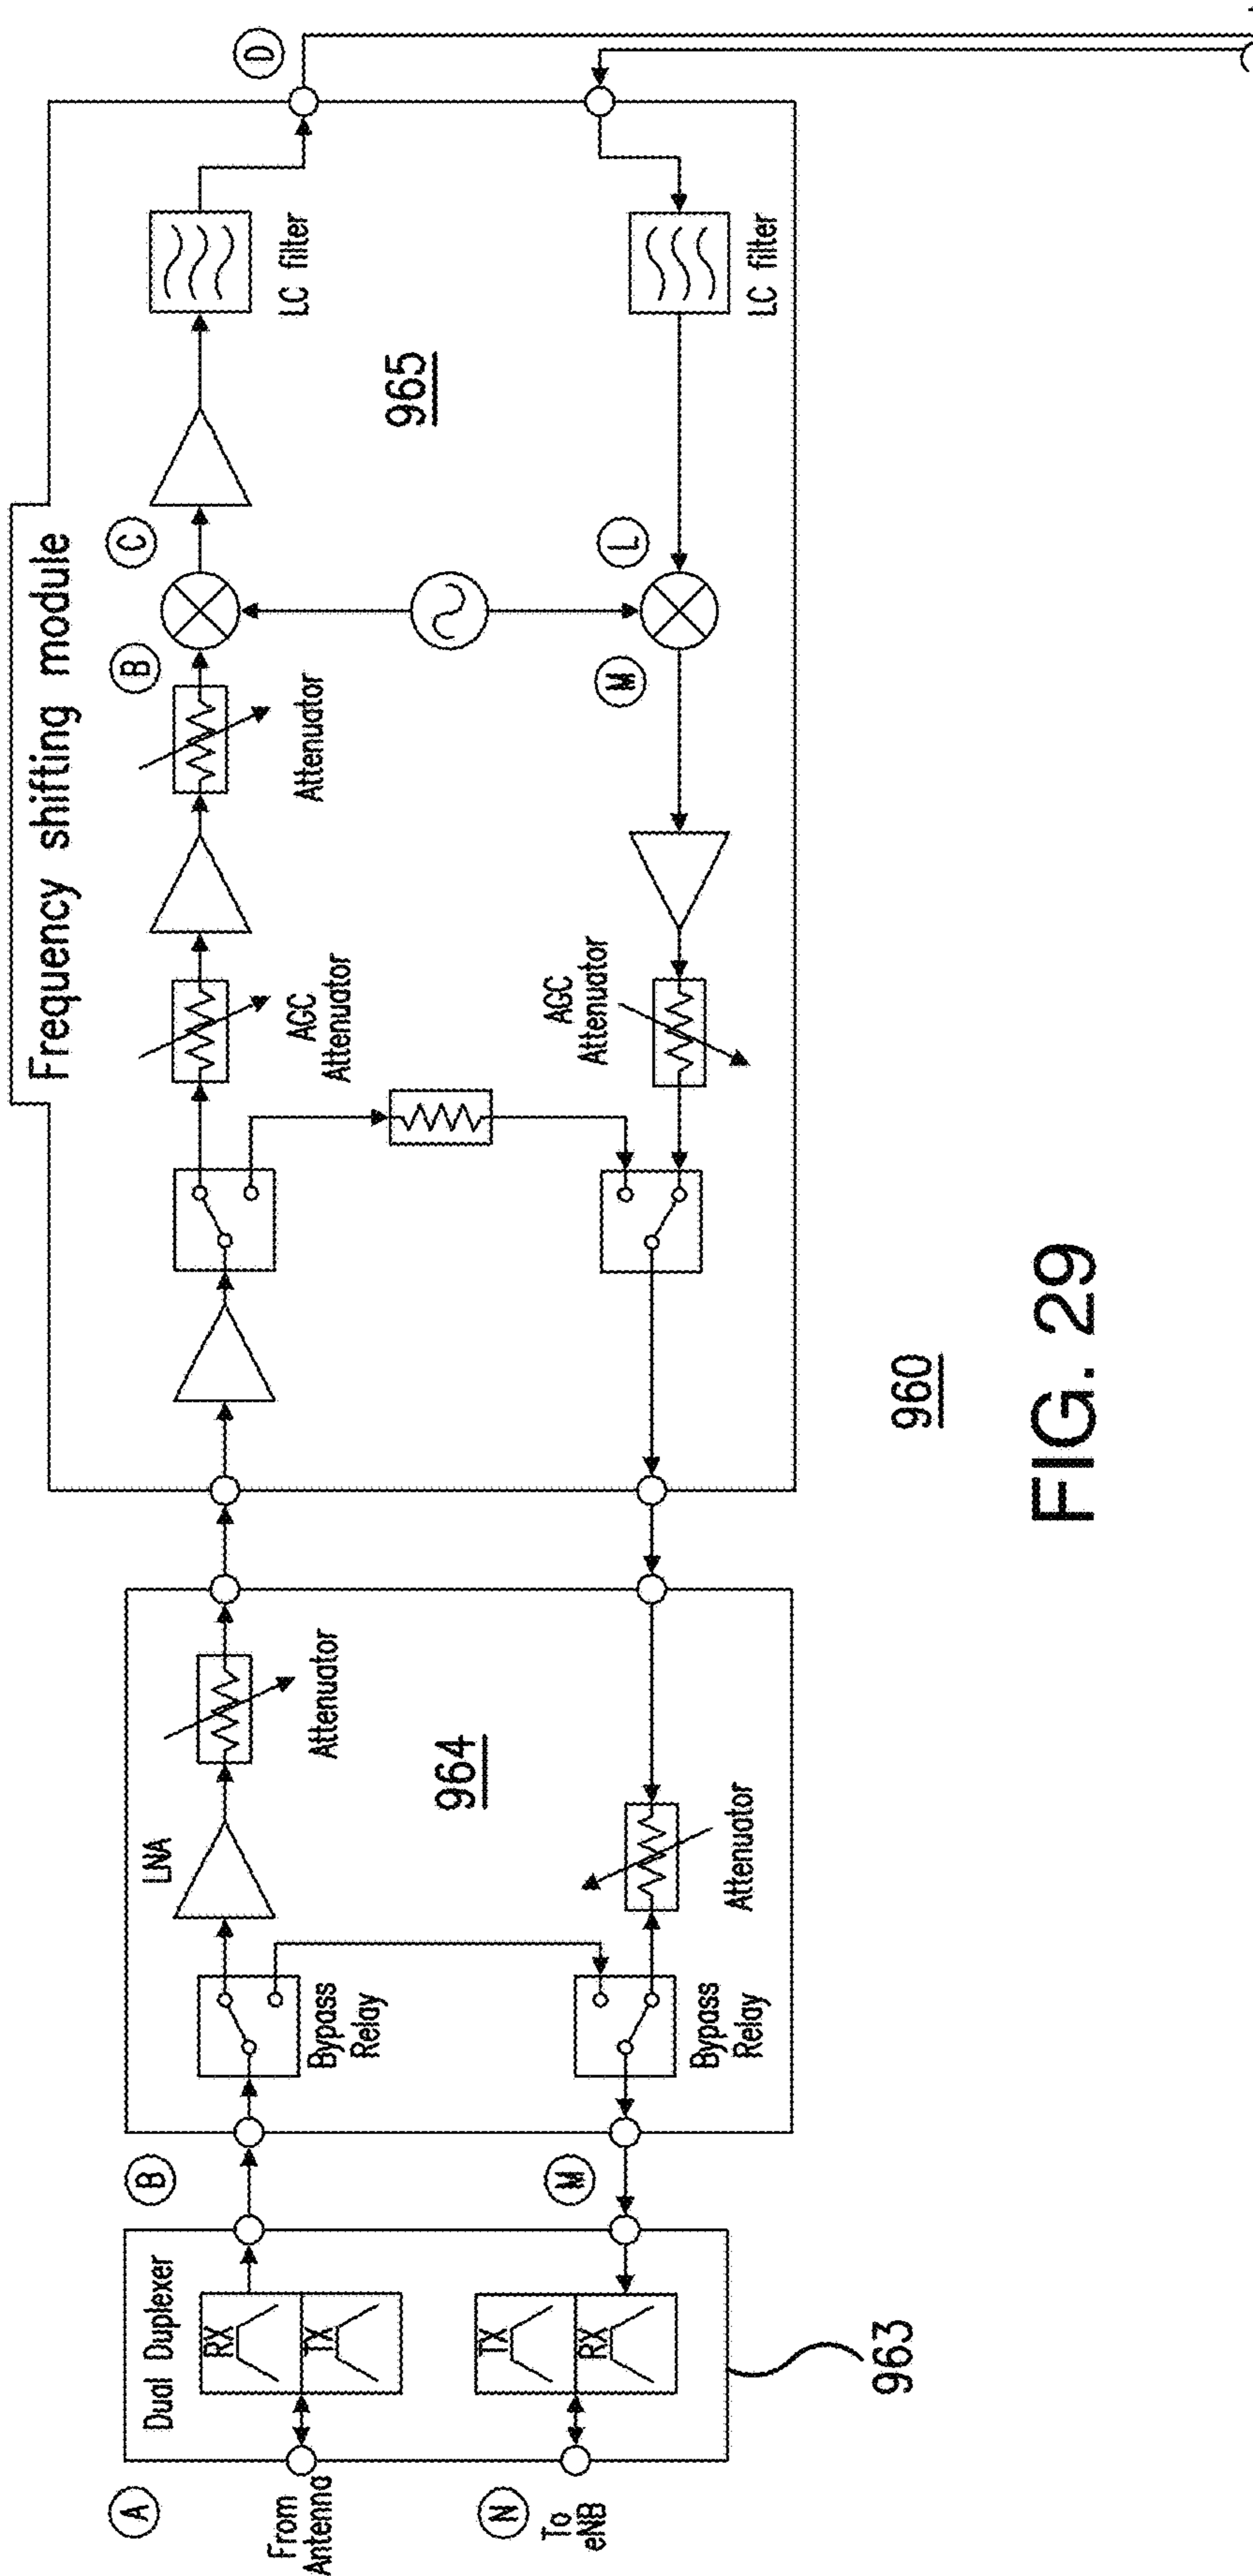 Frequency shifting module
A
From
Antenna
Dual Duplexer
RX
TX
B
Bypass
Relay
LNA
Attenuator
AGC
Attenuator
Attenuator
B
C
LC filter
D
964
965
N
To
eNB
TX
RX
M
Bypass
Relay
Attenuator
AGC
Attenuator
M
L
LC filter
963
960
FIG. 29